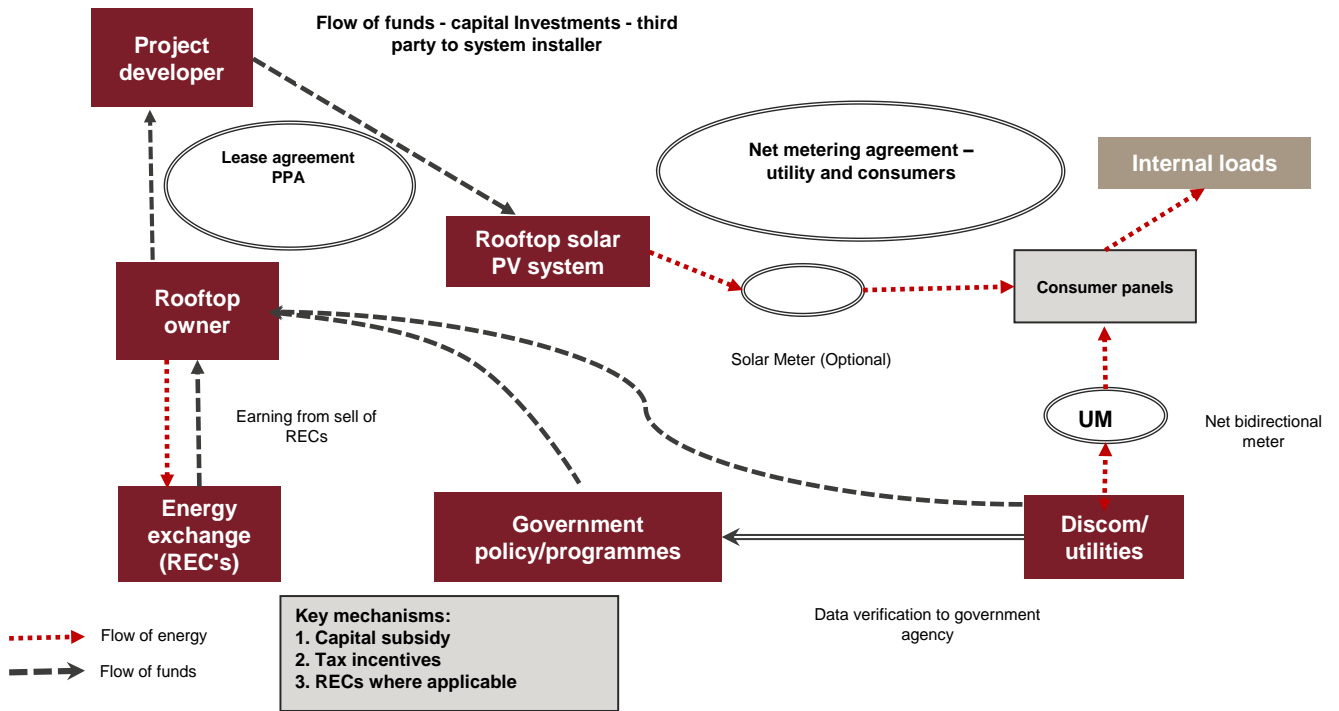 Flow of funds - capital Investments - third
party to system installer
Project
developer
Lease agreement
PPA
Net metering agreement –
utility and consumers
Internal loads
Rooftop solar
PV system
Consumer panels
Rooftop
owner
Solar Meter (Optional)
Earning from sell of
RECs
UM
Net bidirectional
meter
Energy
exchange
(REC's)
Government
policy/programmes
Discom/
utilities
Data verification to government
agency
Key mechanisms:
1. Capital subsidy
2. Tax incentives
3. RECs where applicable
Flow of energy
Flow of funds